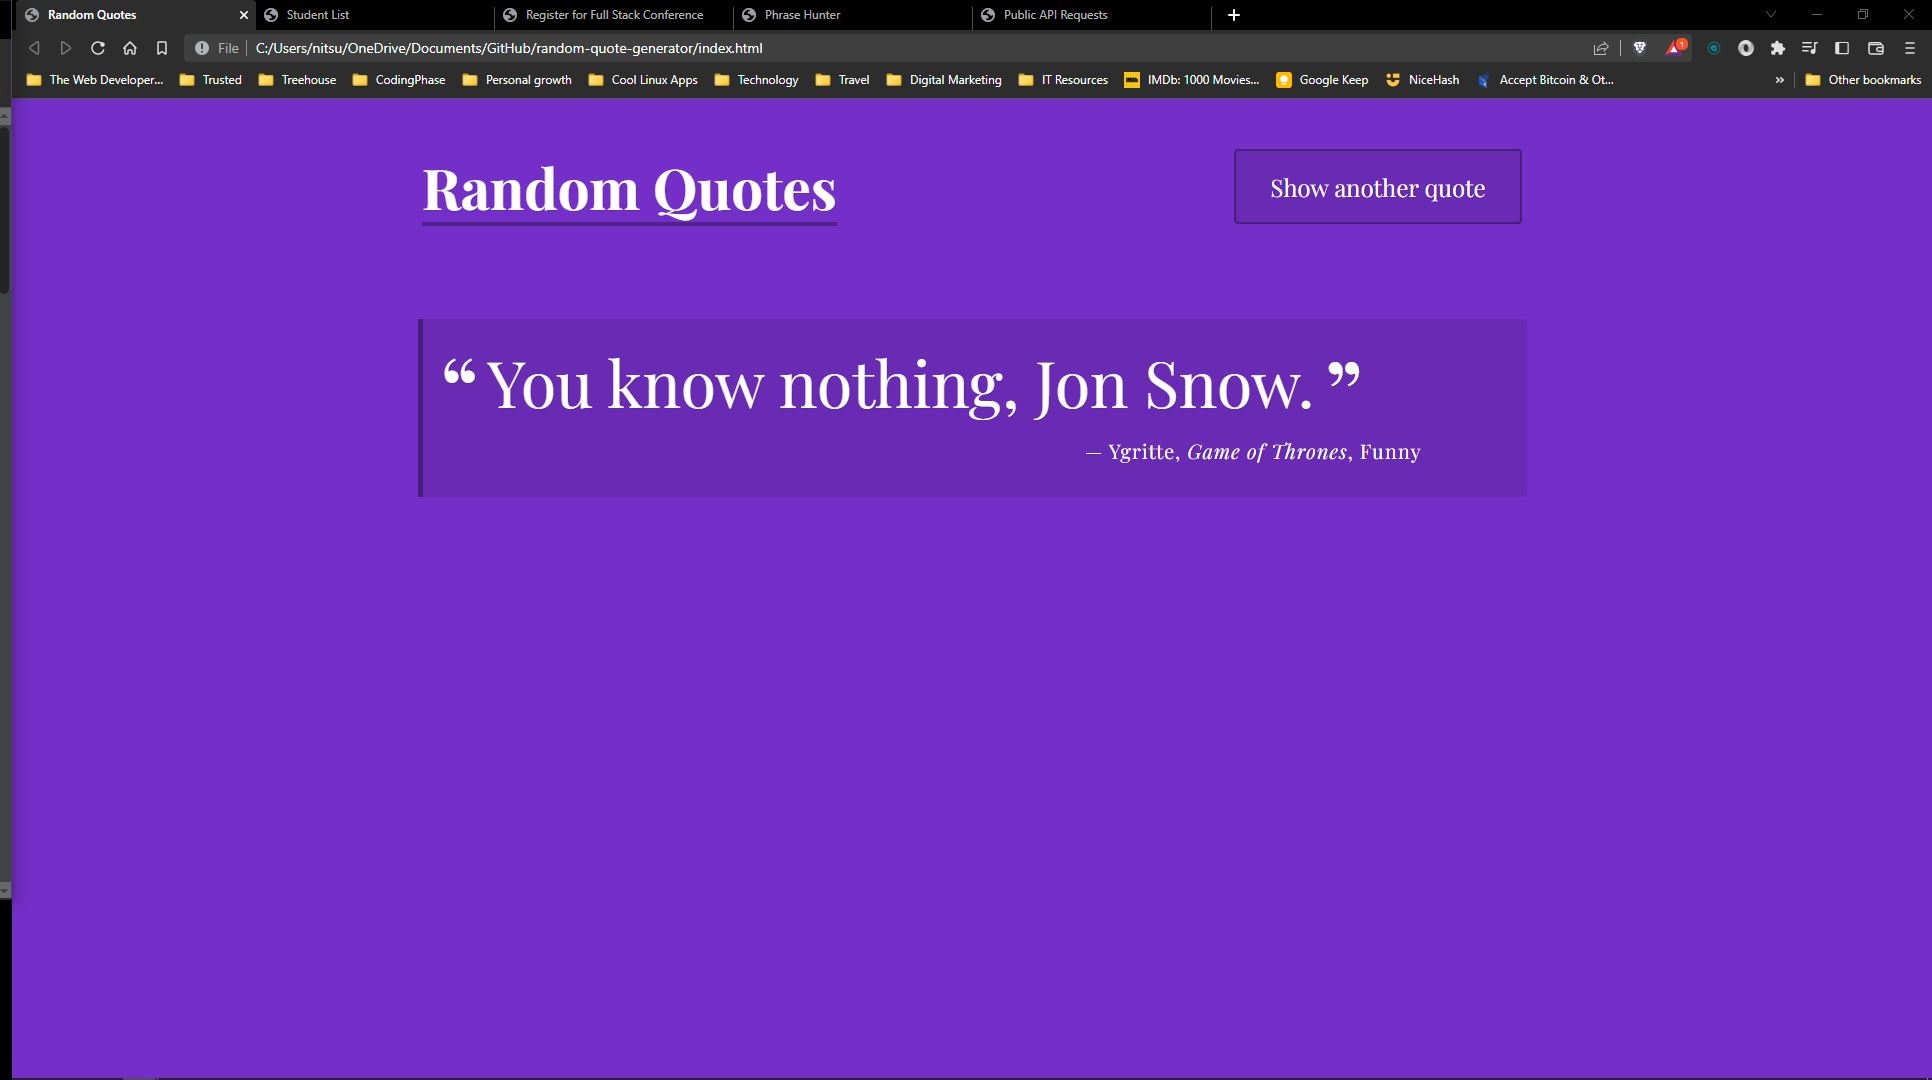 Random Quotes
Student List
Register for Full Stack Conference
Phrase Hunter
Public API Requests
File
C:/Users/nitsu/OneDrive/Documents/GitHub/random-quote-generator/index.html
1
The Web Developer...
Trusted
Treehouse
CodingPhase
Personal growth
Cool Linux Apps
Technology
Travel
Digital Marketing
IT Resources
IMDb: 1000 Movies...
Google Keep
NiceHash
Accept Bitcoin & Ot...
»
Other bookmarks
Random Quotes
Show another quote
“ You know nothing, Jon Snow. ”
— Ygritte, Game of Thrones, Funny